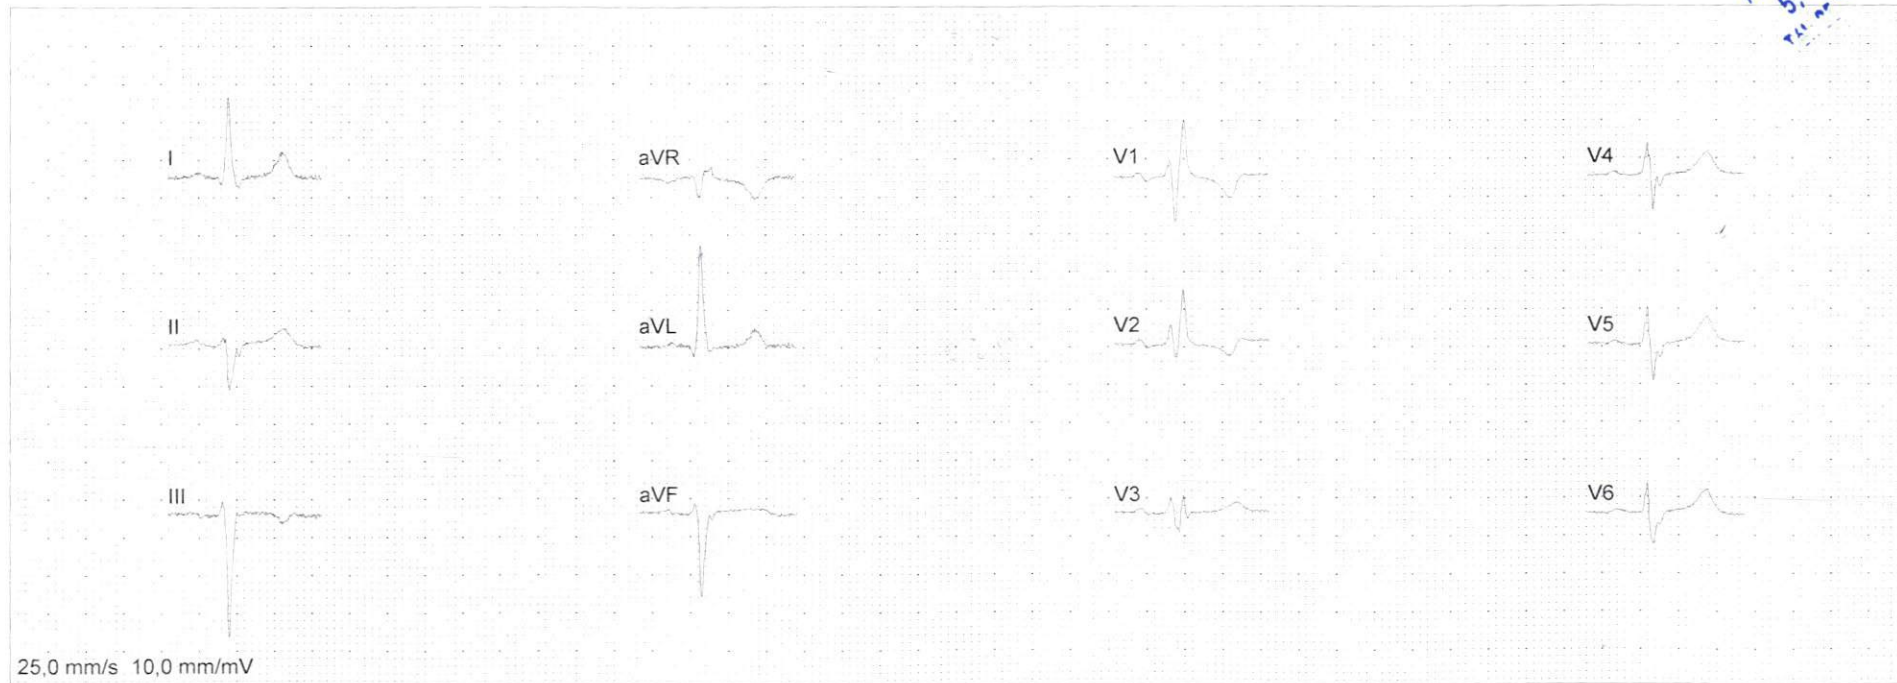 I
aVR
V1
V4
II
aVL
V2
V5
III
aVF
V3
V6
25,0 mm/s 10,0 mm/mV